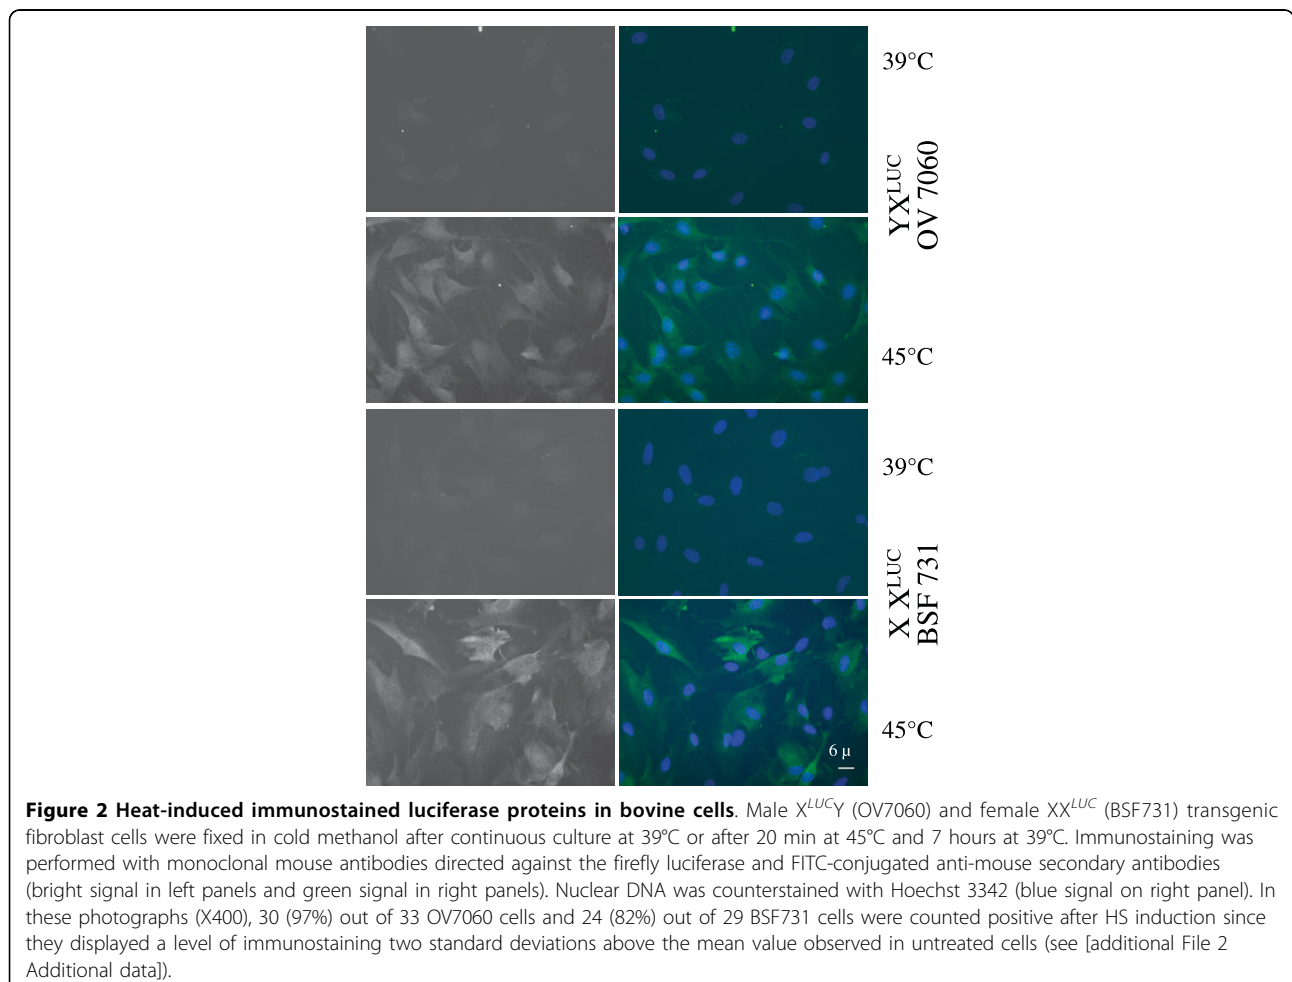 39°C
YX^LUC
OV 7060
45°C
39°C
X X^LUC
BSF 731
45°C
6 µ
Figure 2 Heat-induced immunostained luciferase proteins in bovine cells. Male X^LUC Y (OV7060) and female XX^LUC (BSF731) transgenic
fibroblast cells were fixed in cold methanol after continuous culture at 39°C or after 20 min at 45°C and 7 hours at 39°C. Immunostaining was
performed with monoclonal mouse antibodies directed against the firefly luciferase and FITC-conjugated anti-mouse secondary antibodies
(bright signal in left panels and green signal in right panels). Nuclear DNA was counterstained with Hoechst 3342 (blue signal on right panel). In
these photographs (X400), 30 (97%) out of 33 OV7060 cells and 24 (82%) out of 29 BSF731 cells were counted positive after HS induction since
they displayed a level of immunostaining two standard deviations above the mean value observed in untreated cells (see [additional File 2
Additional data]).